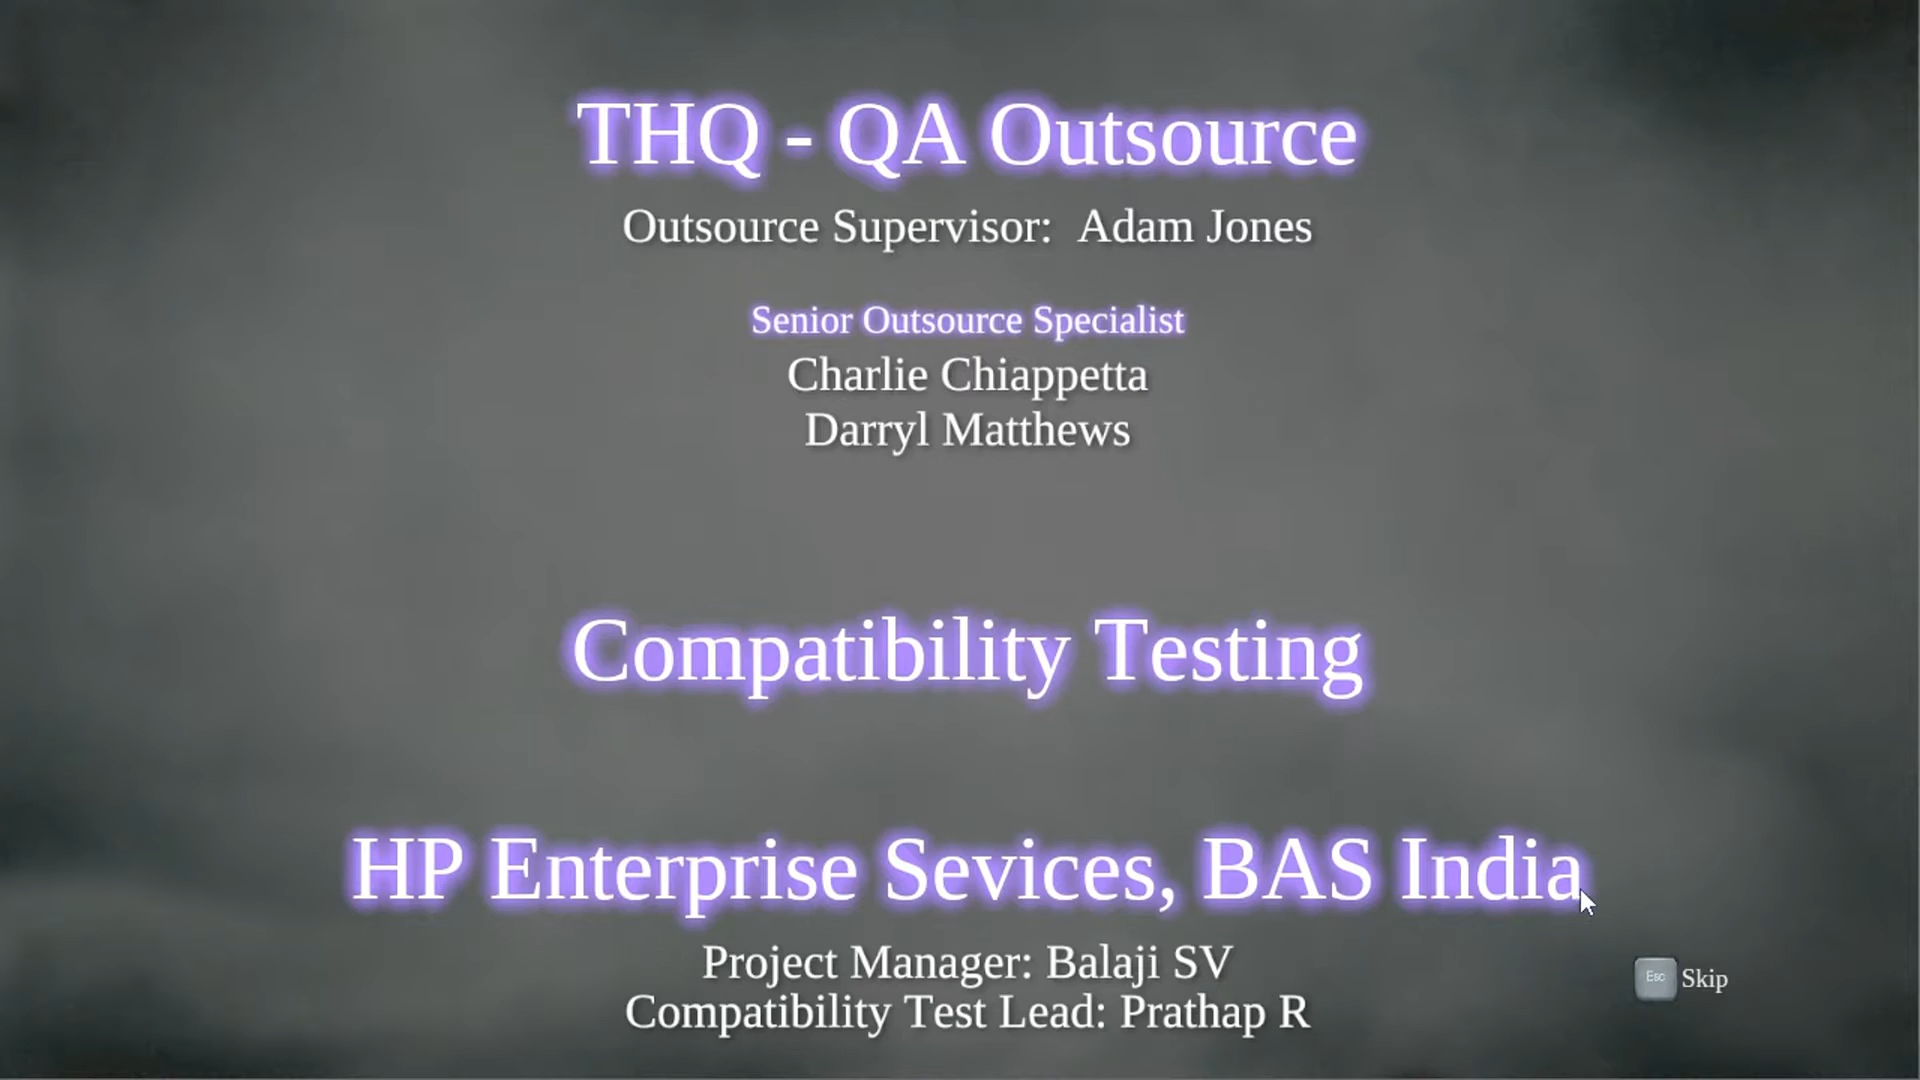 THQ - QA Outsource
Outsource Supervisor:  Adam Jones
Senior Outsource Specialist
Charlie Chiappetta
Darryl Matthews
Compatibility Testing
HP Enterprise Sevices, BAS India
Project Manager: Balaji SV
Esc Skip
Compatibility Test Lead: Prathap R